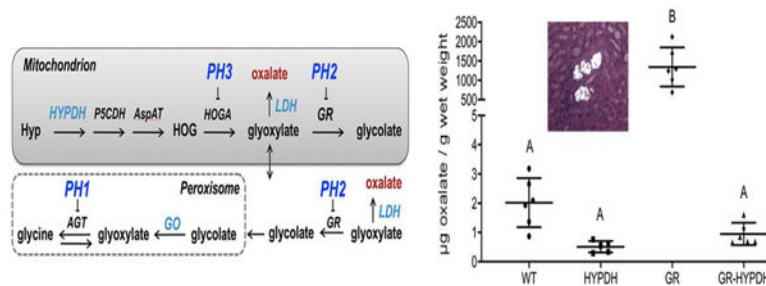 Mitochondrion
PH3 oxalate PH2
HYPDH P5CDH AspAT HOGA LDH GR
Hyp HOG glyoxylate glycolate
PH1 Peroxisome PH2 oxalate
AGT GO GR LDH
glycine glyoxylate glycolate glycolate glyoxylate
µg oxalate / g wet weight
2500
2000
1500
1000
500
0
5
4
3
2
1
0
A
A
B
A
WT HYPDH GR GR-HYPDH